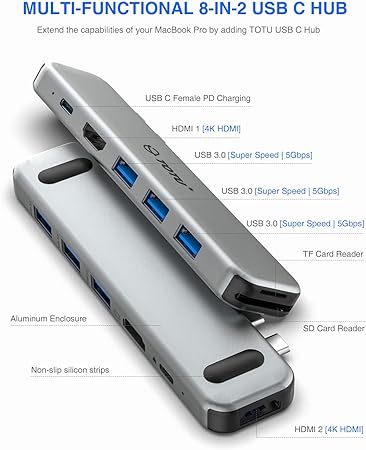 MULTI-FUNCTIONAL 8-IN-2 USB C HUB
Extend the capabilities of your MacBook Pro by adding TOTU USB C Hub
USB C Female PD Charging
HDMI 1 [4K HDMI]
USB 3.0 [Super Speed | 5Gbps]
USB 3.0 [Super Speed | 5Gbps]
USB 3.0 [Super Speed | 5Gbps]
TOTU
TF Card Reader
SD Card Reader
Aluminum Enclosure
Non-slip silicon strips
HDMI 2 [4K HDMI]